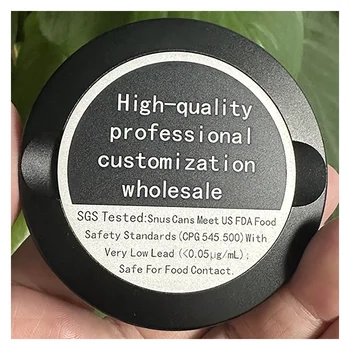 High-quality
professional
customization
wholesale
SGS Tested:Snus Cans Meet US FDA Food
Safety Standards (CPG 545.500) With
Very Low Lead (<0.05μg/mL);
Safe For Food Contact.